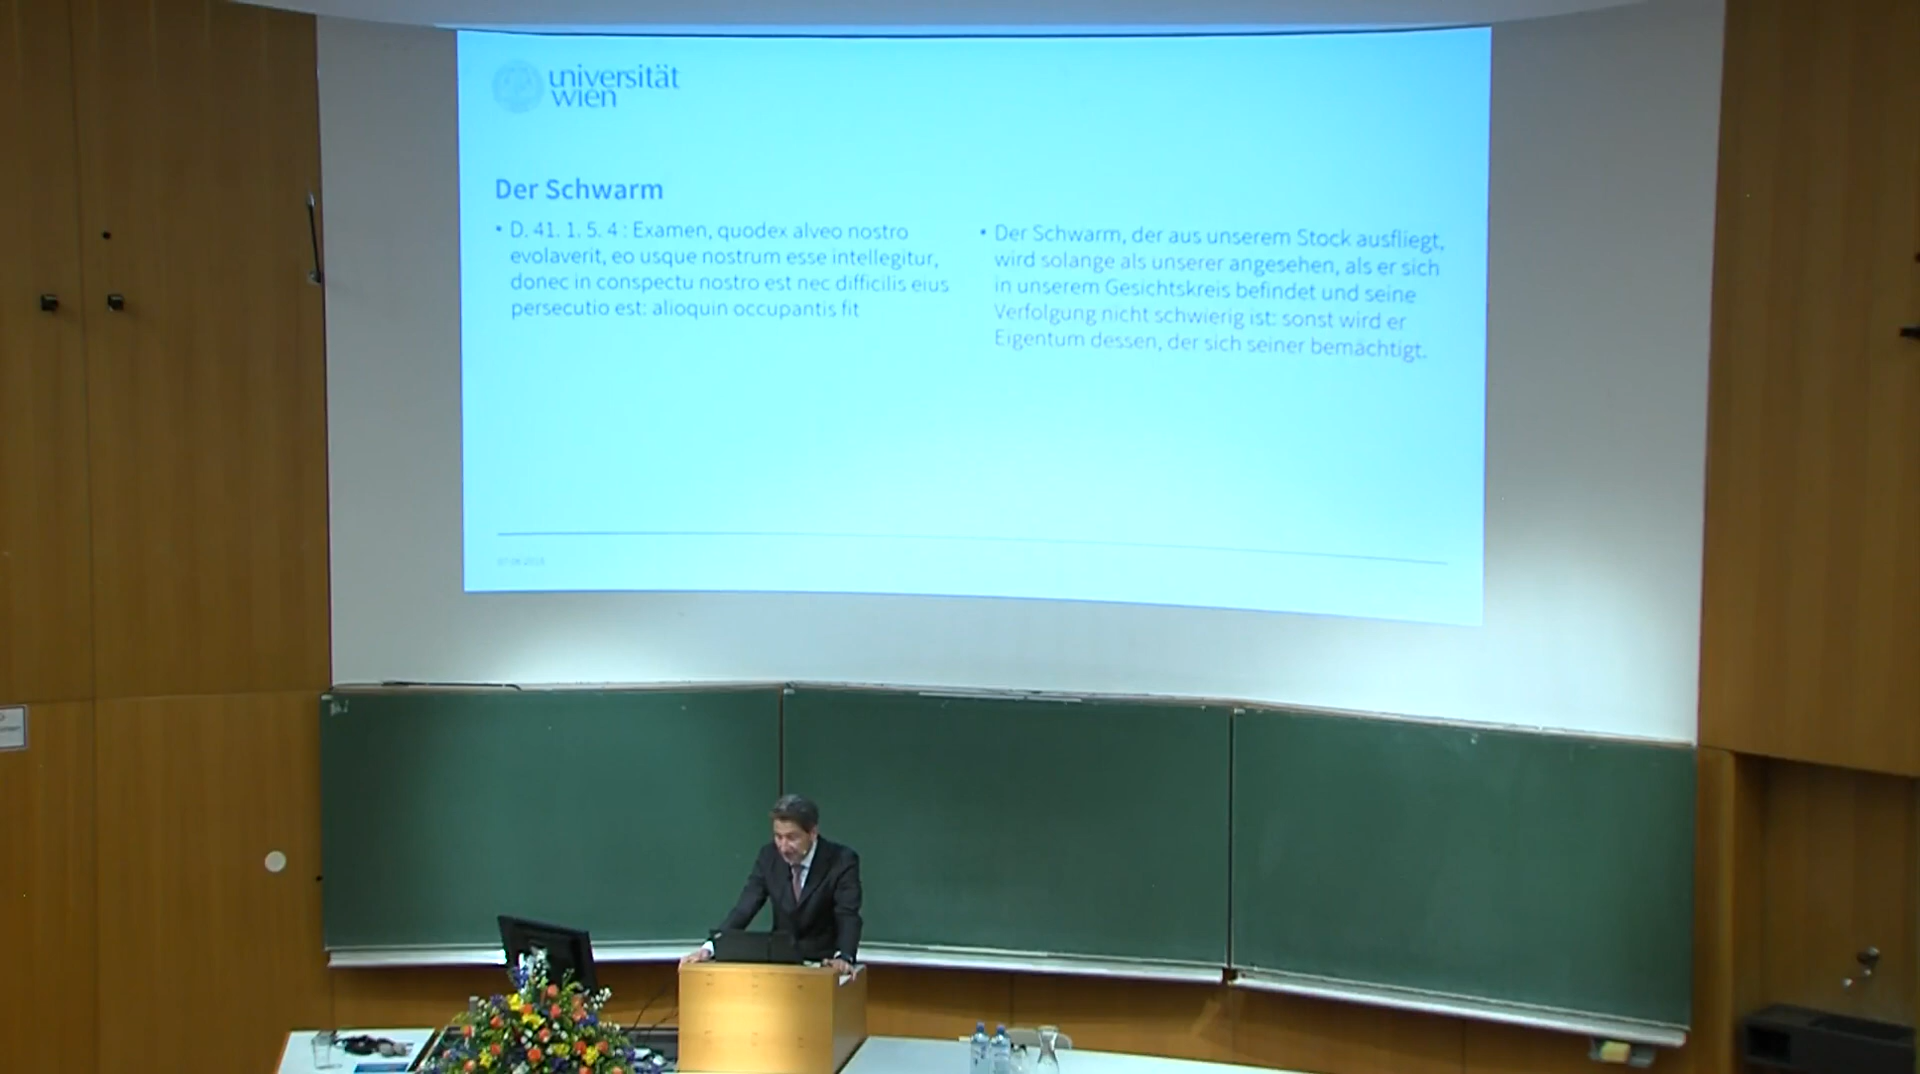 universität
wien
Der Schwarm
• D. 41. 1. 5. 4 : Examen, quodex alveo nostro
evolaverit, eo usque nostrum esse intellegitur,
donec in conspectu nostro est nec difficilis eius
persecutio est: alioquin occupantis fit
• Der Schwarm, der aus unserem Stock ausfliegt,
wird solange als unserer angesehen, als er sich
in unserem Gesichtskreis befindet und seine
Verfolgung nicht schwierig ist: sonst wird er
Eigentum dessen, der sich seiner bemächtigt.